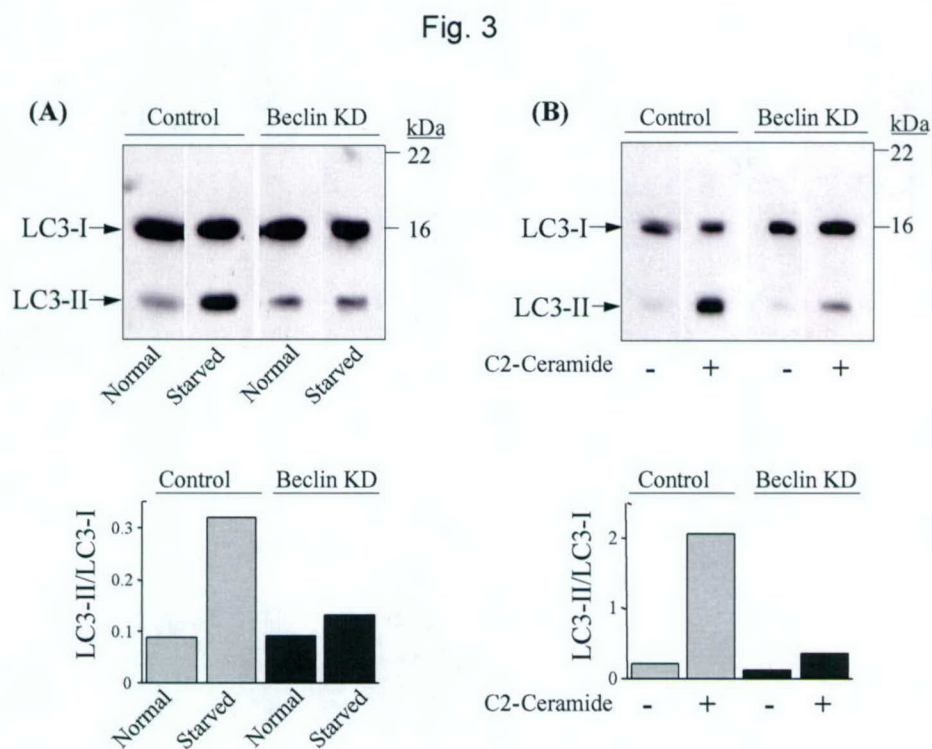 Fig. 3
(A)
Control Beclin KD
kDa
22
LC3-I
16
LC3-II
Normal Starved Normal Starved
Control Beclin KD
LC3-II/LC3-I
0.3
0.2
0.1
0
Normal Starved Normal Starved
(B)
Control Beclin KD
kDa
22
LC3-I
16
LC3-II
C2-Ceramide - + - +
Control Beclin KD
LC3-II/LC3-I
2
1
0
C2-Ceramide - + - +